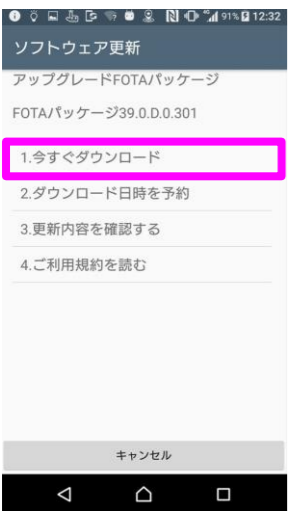 91% 12:32
ソフトウェア更新
アップグレードFOTAパッケージ
FOTAパッケージ39.0.D.0.301
1.今すぐダウンロード
2.ダウンロード日時を予約
3.更新内容を確認する
4.ご利用規約を読む
キャンセル